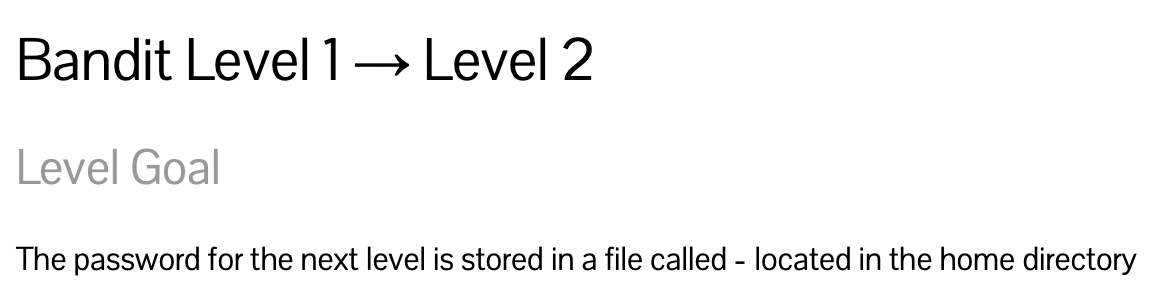 Bandit Level 1 → Level 2
Level Goal
The password for the next level is stored in a file called - located in the home directory